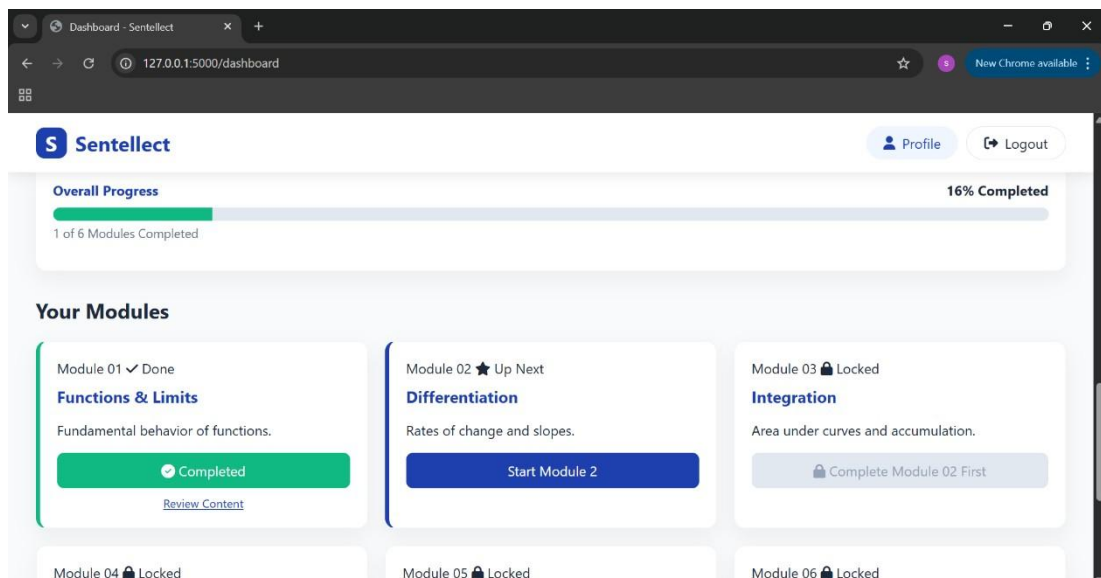 Dashboard - Sentellect
127.0.0.1:5000/dashboard
S
New Chrome available
S Sentellect
Profile
Logout
Overall Progress
16% Completed
1 of 6 Modules Completed
Your Modules
Module 01 Done
Functions & Limits
Fundamental behavior of functions.
Completed
Review Content
Module 02 Up Next
Differentiation
Rates of change and slopes.
Start Module 2
Module 03 Locked
Integration
Area under curves and accumulation.
Complete Module 02 First
Module 04 Locked
Module 05 Locked
Module 06 Locked